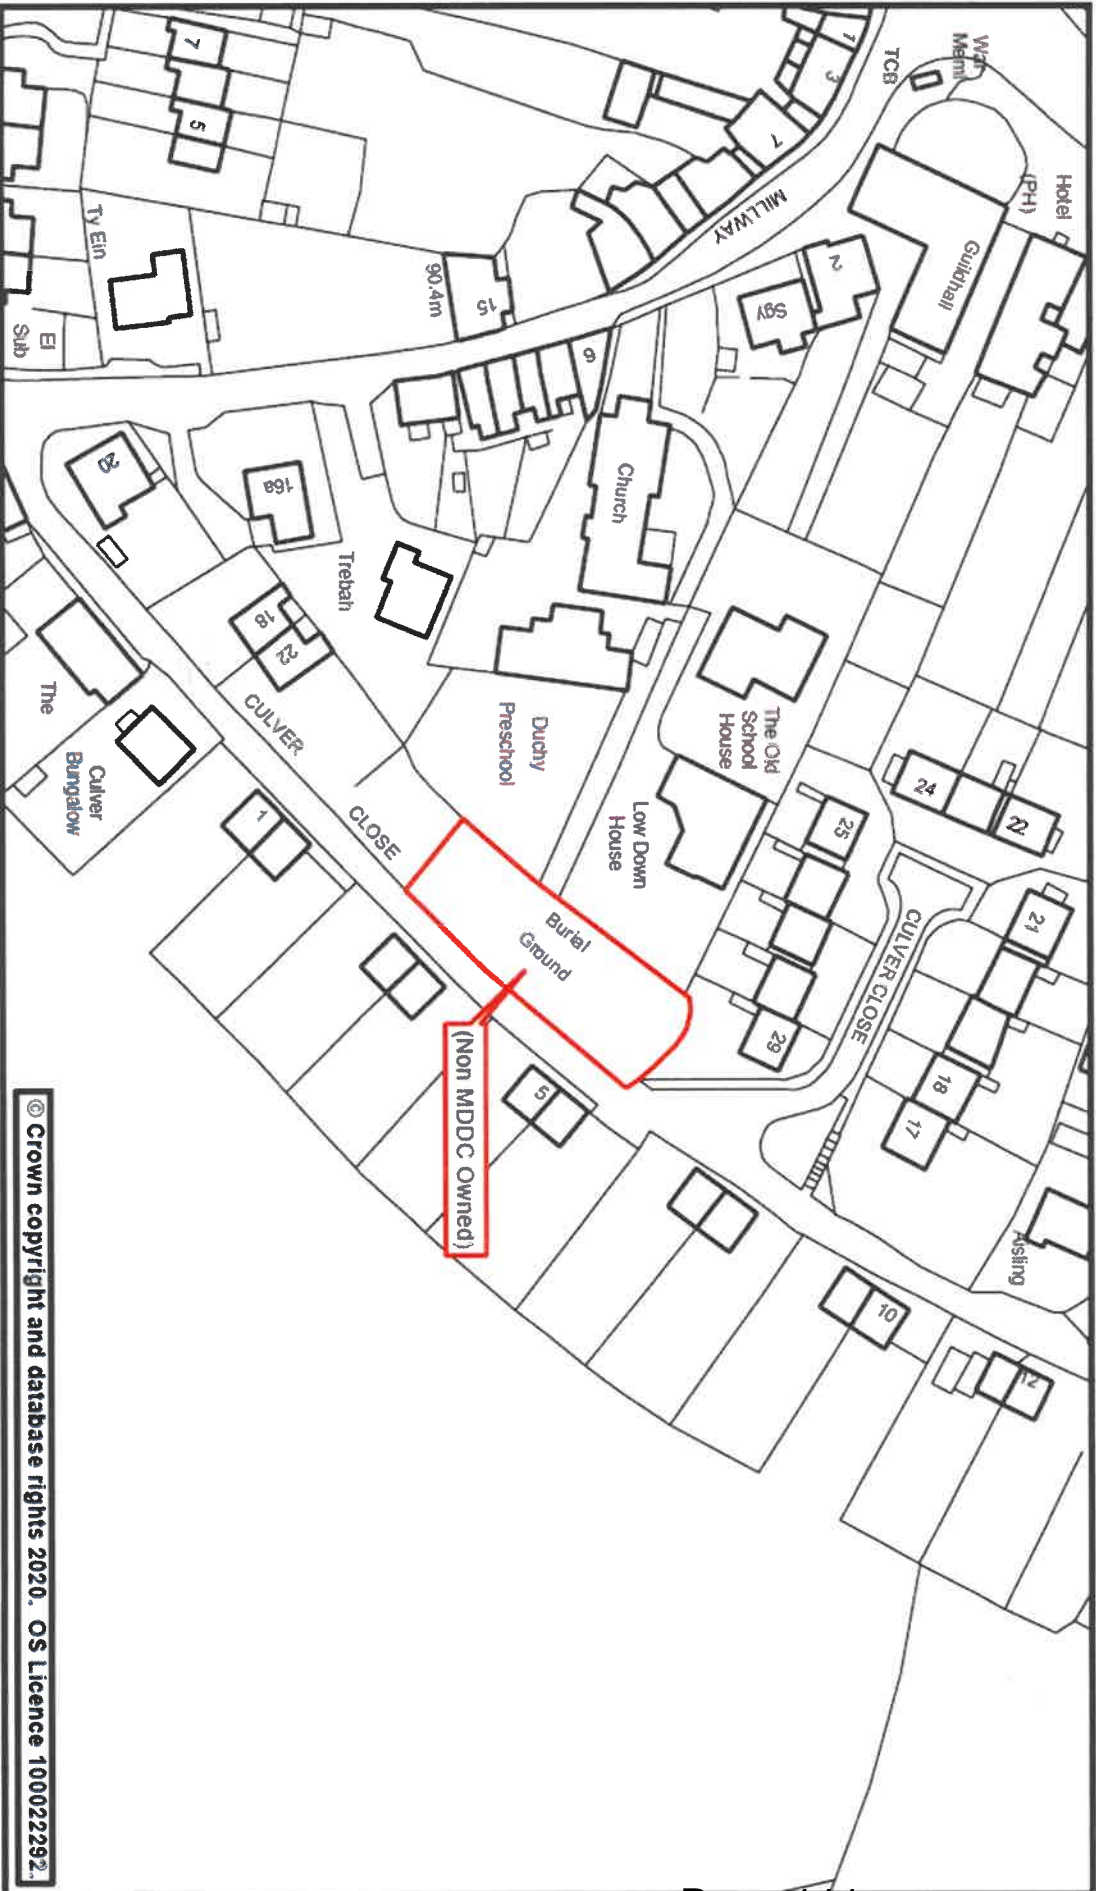 Hotel
(PH)
War
Meml
TCB
Guildhall
1
3
7
MILLWAY
2
Sgy
7
5
Ty Ein
El
Sub
90.4m
15
9
Church
20
16a
Trebah
18
22
CULVER
CLOSE
The
Culver
Bungalow
Duchy
Preschool
The Old
School
House
Low Down
House
24
22
25
29
21
CULVER CLOSE
18
17
Aisling
Burial
Ground
(Non MDDC Owned)
1
5
10
12
© Crown copyright and database rights 2020. OS Licence 100022292.